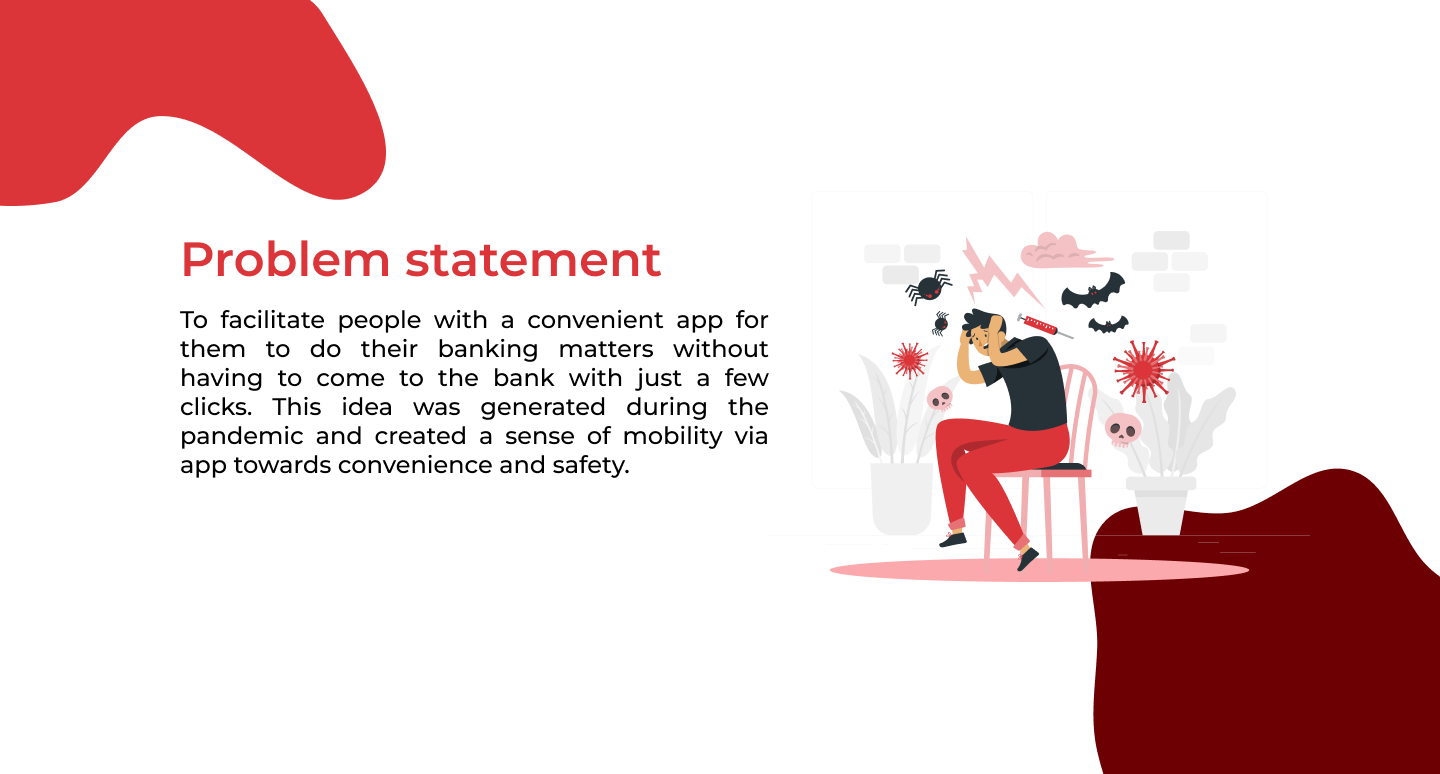 Problem statement
To facilitate people with a convenient app for
them to do their banking matters without
having to come to the bank with just a few
clicks. This idea was generated during the
pandemic and created a sense of mobility via
app towards convenience and safety.